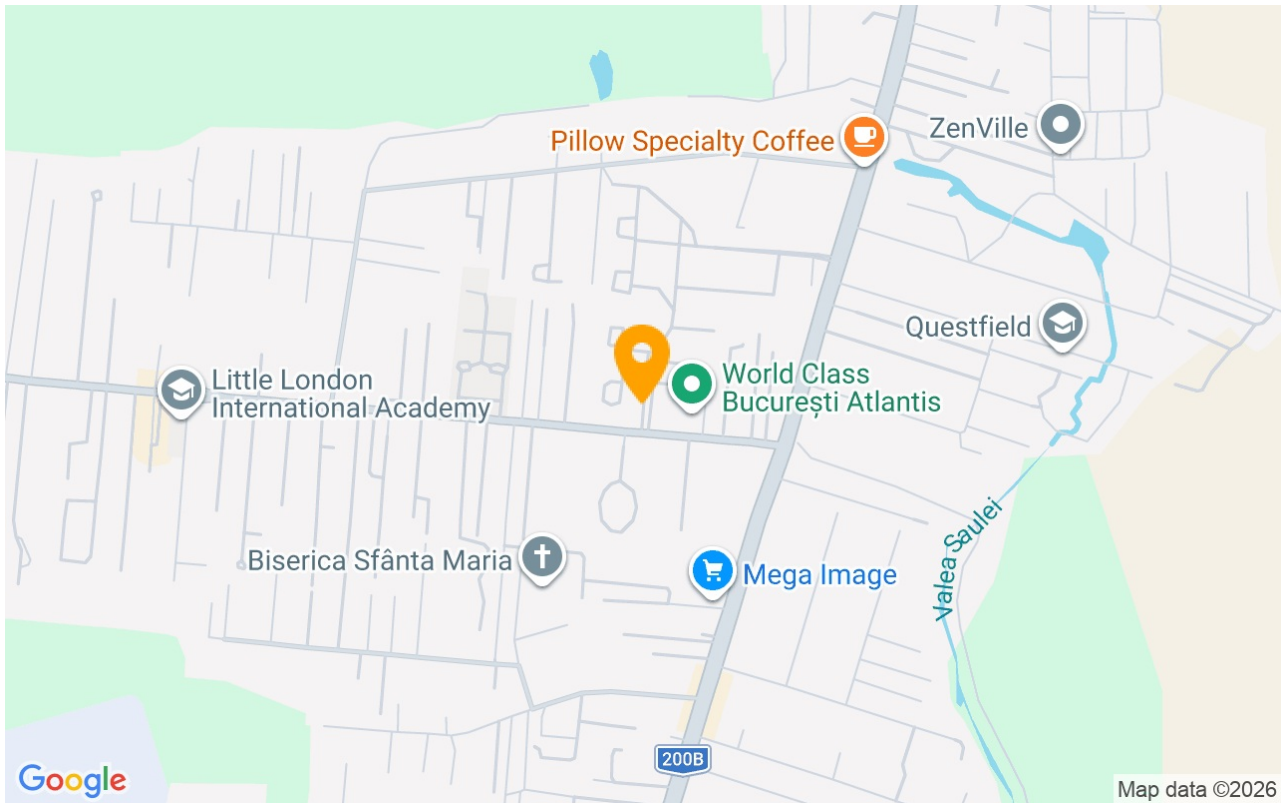 Pillow Specialty Coffee
ZenVille
Questfield
World Class
București Atlantis
Little London
International Academy
Valea Saulei
Biserica Sfânta Maria
Mega Image
200B
Google
Map data ©2026